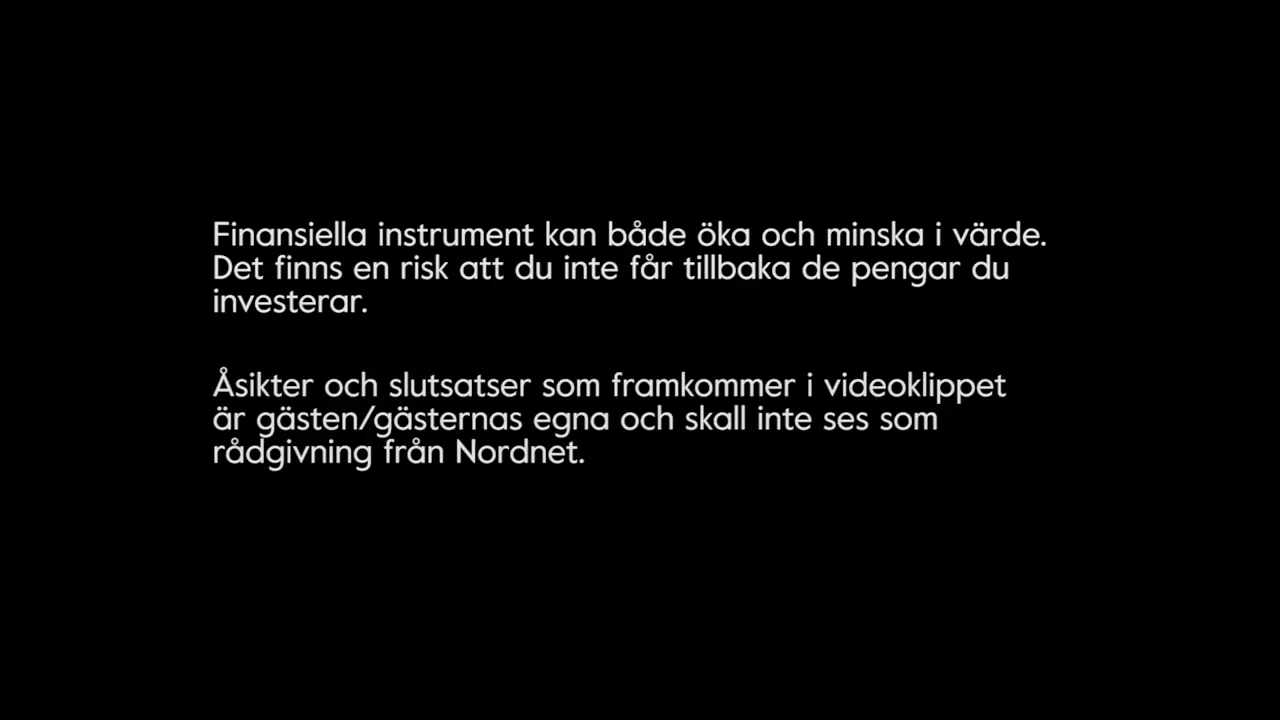 Finansiella instrument kan både öka och minska i värde.
Det finns en risk att du inte får tillbaka de pengar du
investerar.
Åsikter och slutsatser som framkommer i videoklippet
är gästen/gästernas egna och skall inte ses som
rådgivning från Nordnet.